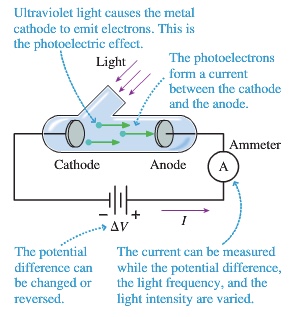 Ultraviolet light causes the metal
cathode to emit electrons. This is
the photoelectric effect.
Light
The photoelectrons
form a current
between the cathode
and the anode.
Ammeter
Cathode
Anode
A
– +
ΔV
I
The potential
difference can
be changed or
reversed.
The current can be measured
while the potential difference,
the light frequency, and the
light intensity are varied.